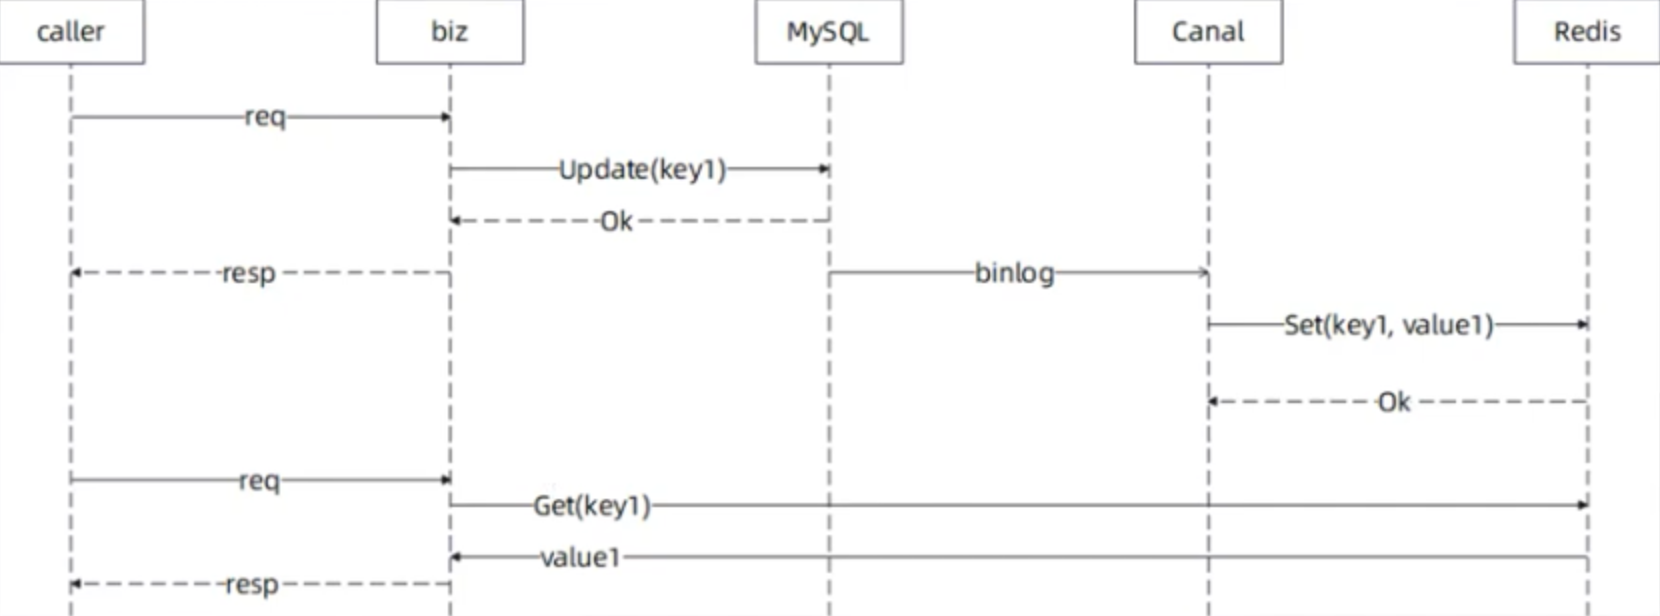 caller
biz
MySQL
Canal
Redis
req
Update(key1)
Ok
resp
binlog
Set(key1, value1)
Ok
req
Get(key1)
value1
resp